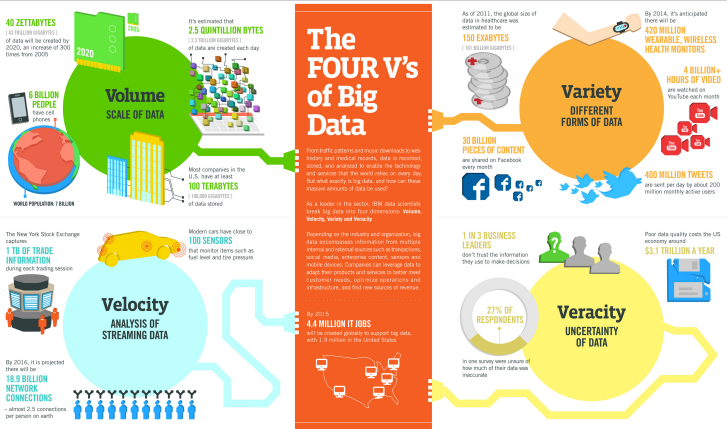 40 ZETTABYTES
[ 43 TRILLION GIGABYTES ]
of data will be created by
2020, an increase of 300
times from 2005
2020
2005
It's estimated that
2.5 QUINTILLION BYTES
[ 2.3 TRILLION GIGABYTES ]
of data are created each day
6 BILLION
PEOPLE
have cell
phones
WORLD POPULATION: 7 BILLION
Volume
SCALE OF DATA
Most companies in the
U.S. have at least
100 TERABYTES
[ 100,000 GIGABYTES ]
of data stored
The New York Stock Exchange
captures
1 TB OF TRADE
INFORMATION
during each trading session
Modern cars have close to
100 SENSORS
that monitor items such as
fuel level and tire pressure
Velocity
ANALYSIS OF
STREAMING DATA
By 2016, it is projected
there will be
18.9 BILLION
NETWORK
CONNECTIONS
– almost 2.5 connections
per person on earth
The
FOUR V's
of Big
Data
From traffic patterns and music downloads to web
history and medical records, data is recorded,
stored, and analyzed to enable the technology
and services that the world relies on every day.
But what exactly is big data, and how can these
massive amounts of data be used?
As a leader in the sector, IBM data scientists
break big data into four dimensions: Volume,
Velocity, Variety and Veracity
Depending on the industry and organization, big
data encompasses information from multiple
internal and external sources such as transactions,
social media, enterprise content, sensors and
mobile devices. Companies can leverage data to
adapt their products and services to better meet
customer needs, optimize operations and
infrastructure, and find new sources of revenue.
By 2015
4.4 MILLION IT JOBS
will be created globally to support big data,
with 1.9 million in the United States
As of 2011, the global size of
data in healthcare was
estimated to be
150 EXABYTES
[ 161 BILLION GIGABYTES ]
By 2014, it's anticipated
there will be
420 MILLION
WEARABLE, WIRELESS
HEALTH MONITORS
4 BILLION+
HOURS OF VIDEO
are watched on
YouTube each month
Variety
DIFFERENT
FORMS OF DATA
30 BILLION
PIECES OF CONTENT
are shared on Facebook
every month
400 MILLION TWEETS
are sent per day by about 200
million monthly active users
1 IN 3 BUSINESS
LEADERS
don't trust the information
they use to make decisions
?
Poor data quality costs the US
economy around
$3.1 TRILLION A YEAR
27% OF
RESPONDENTS
in one survey were unsure of
how much of their data was
inaccurate
Veracity
UNCERTAINTY
OF DATA